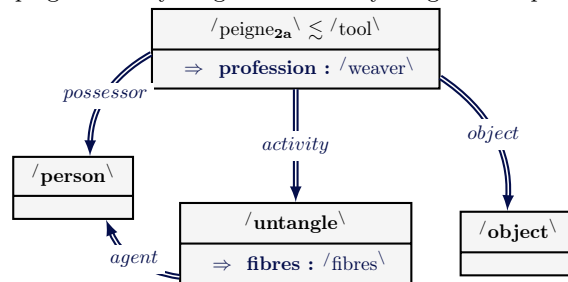 /peigne2a\ ≲ /tool\
⇒ profession : /weaver\
possessor
activity
object
/person\
/untangle\
/object\
agent
⇒ fibres : /fibres\